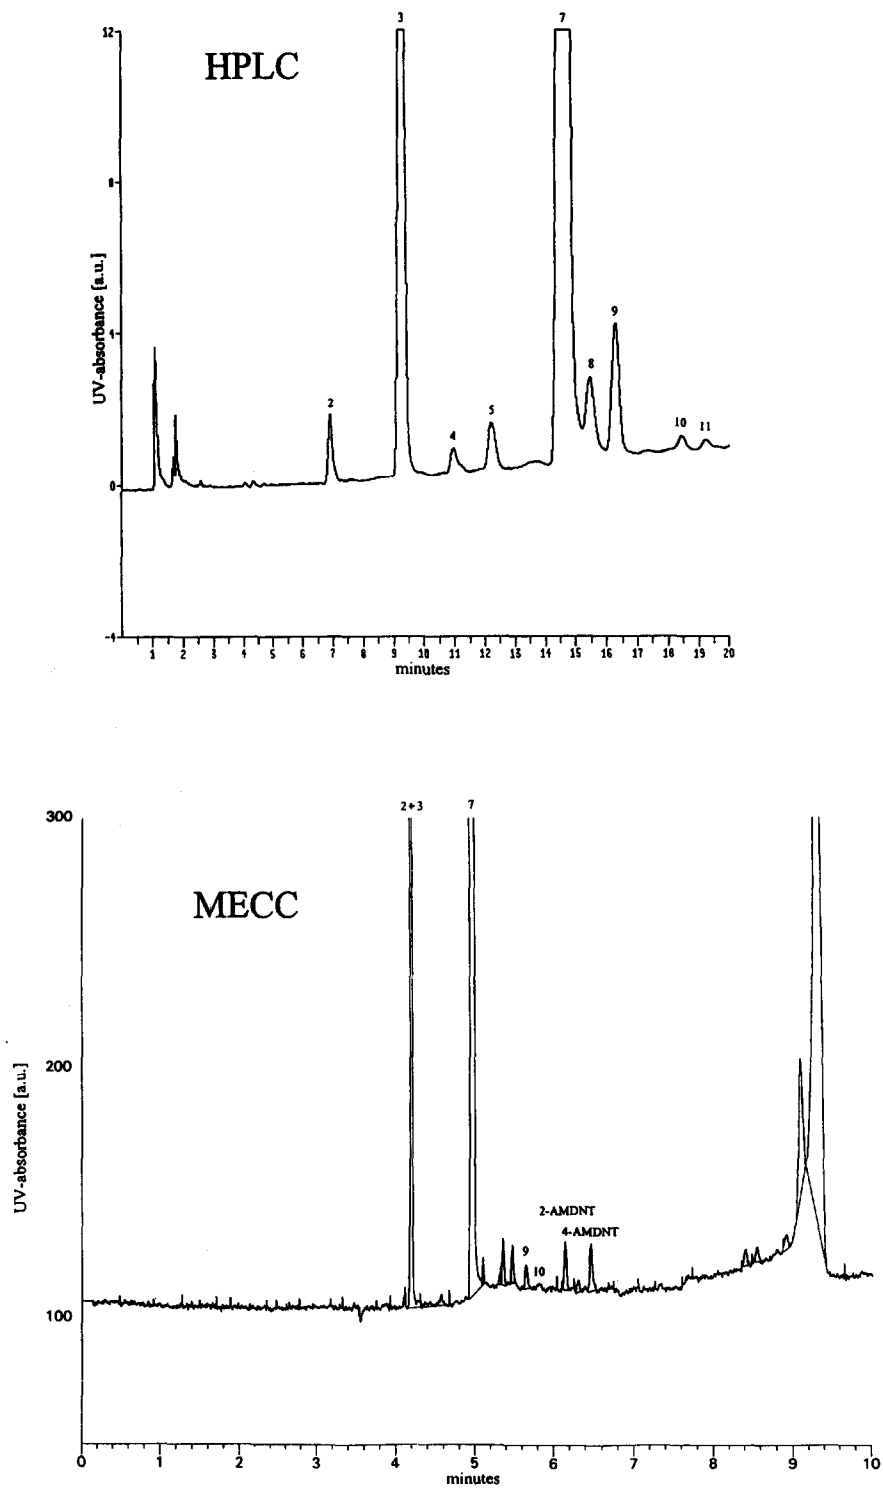 3 7
12
HPLC
8
UV-absorbance [a.u.]
4
9
8
2
5
4
10 11
0
-4
1 2 3 4 5 6 7 8 9 10 11 12 13 14 15 16 17 18 19 20
minutes
2+3 7
300
MECC
200
UV-absorbance [a.u.]
2-AMDNT
4-AMDNT
9
10
100
0 1 2 3 4 5 6 7 8 9 10
minutes